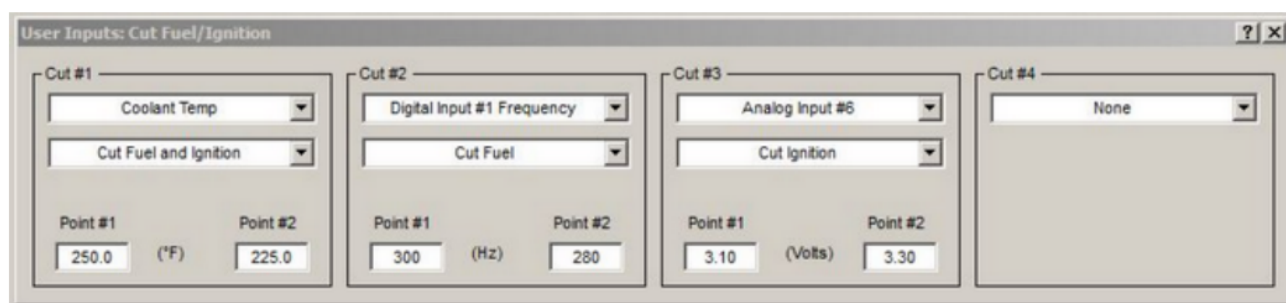 User Inputs: Cut Fuel/Ignition
Cut #1
Coolant Temp
Cut Fuel and Ignition
Point #1 Point #2
250.0 (°F) 225.0
Cut #2
Digital Input #1 Frequency
Cut Fuel
Point #1 Point #2
300 (Hz) 280
Cut #3
Analog Input #6
Cut Ignition
Point #1 Point #2
3.10 (Volts) 3.30
Cut #4
None